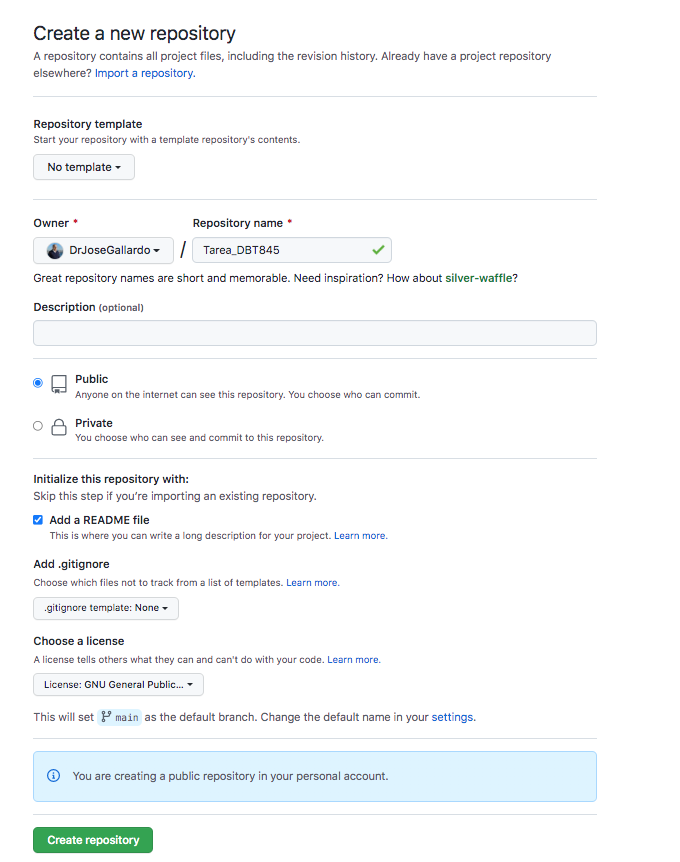 Create a new repository
A repository contains all project files, including the revision history. Already have a project repository
elsewhere? Import a repository.
Repository template
Start your repository with a template repository's contents.
No template
Owner *
Repository name *
DrJoseGallardo / Tarea_DBT845
Great repository names are short and memorable. Need inspiration? How about silver-waffle?
Description (optional)
Public
Anyone on the internet can see this repository. You choose who can commit.
Private
You choose who can see and commit to this repository.
Initialize this repository with:
Skip this step if you're importing an existing repository.
Add a README file
This is where you can write a long description for your project. Learn more.
Add .gitignore
Choose which files not to track from a list of templates. Learn more.
.gitignore template: None
Choose a license
A license tells others what they can and can't do with your code. Learn more.
License: GNU General Public...
This will set main as the default branch. Change the default name in your settings.
You are creating a public repository in your personal account.
Create repository